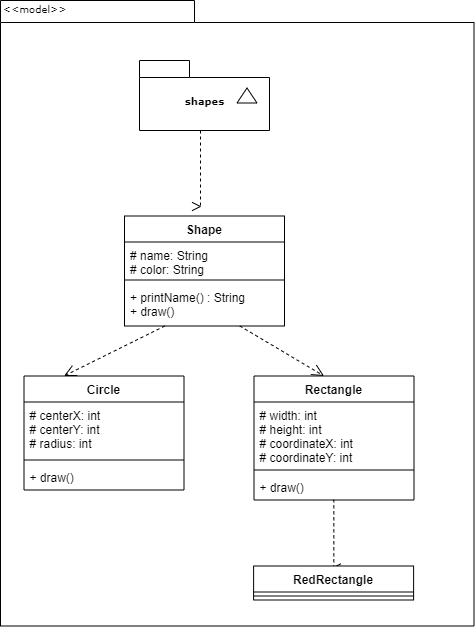 <<model>>
shapes
Shape
# name: String
# color: String
+ printName() : String
+ draw()
Circle
# centerX: int
# centerY: int
# radius: int
+ draw()
Rectangle
# width: int
# height: int
# coordinateX: int
# coordinateY: int
+ draw()
RedRectangle